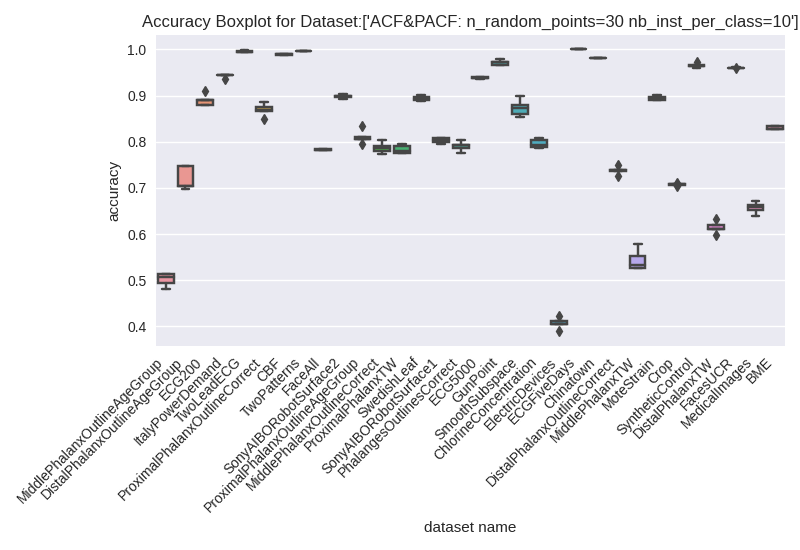 Accuracy Boxplot for Dataset:['ACF&PACF: n_random_points=30 nb_inst_per_class=10']
1.0
0.9
0.8
0.7
0.6
0.5
0.4
accuracy
MiddlePhalanxOutlineAgeGroup
DistalPhalanxOutlineAgeGroup
ECG200
ItalyPowerDemand
TwoLeadECG
ProximalPhalanxOutlineCorrect
CBF
TwoPatterns
FaceAll
SonyAIBORobotSurface2
ProximalPhalanxOutlineAgeGroup
MiddlePhalanxOutlineCorrect
ProximalPhalanxTW
SwedishLeaf
SonyAIBORobotSurface1
PhalangesOutlinesCorrect
ECG5000
GunPoint
SmoothSubspace
ChlorineConcentration
ElectricDevices
ECGFiveDays
Chinatown
DistalPhalanxOutlineCorrect
MiddlePhalanxTW
MoteStrain
Crop
SyntheticControl
DistalPhalanxTW
FacesUCR
MedicalImages
BME
dataset name